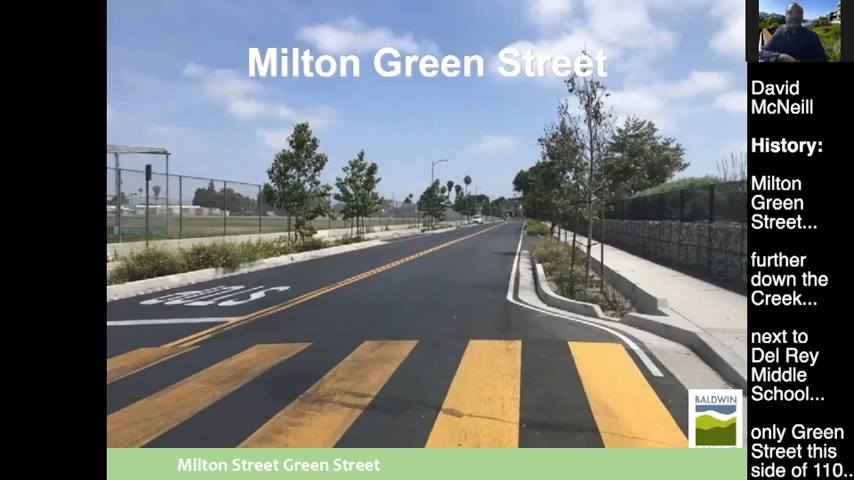 Milton Green Street
David
McNeill
History:
Milton
Green
Street...
further
down the
Creek...
next to
Del Rey
Middle
School...
only Green
Street this
side of 110..
STOP
BALDWIN
Milton Street Green Street